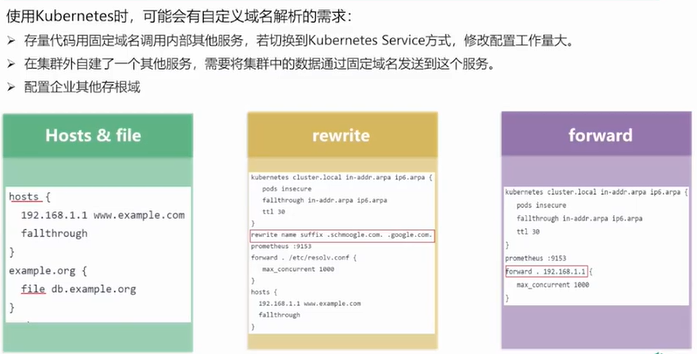 使用Kubernetes时，可能会有自定义域名解析的需求：
➢ 存量代码用固定域名调用内部其他服务，若切换到Kubernetes Service方式，修改配置工作量大。
➢ 在集群外自建了一个其他服务，需要将集群中的数据通过固定域名发送到这个服务。
➢ 配置企业其他存根域
Hosts & file
hosts {
192.168.1.1 www.example.com
fallthrough
}
example.org {
file db.example.org
}
rewrite
kubernetes cluster.local in-addr.arpa ip6.arpa {
pods insecure
fallthrough in-addr.arpa ip6.arpa
ttl 30
}
rewrite name suffix .schmoogle.com. .google.com.
prometheus :9153
forward . /etc/resolv.conf {
max_concurrent 1000
}
hosts {
192.168.1.1 www.example.com
fallthrough
}
forward
kubernetes cluster.local in-addr.arpa ip6.arpa {
pods insecure
fallthrough in-addr.arpa ip6.arpa
ttl 30
}
prometheus :9153
forward . 192.168.1.1 {
max_concurrent 1000
}